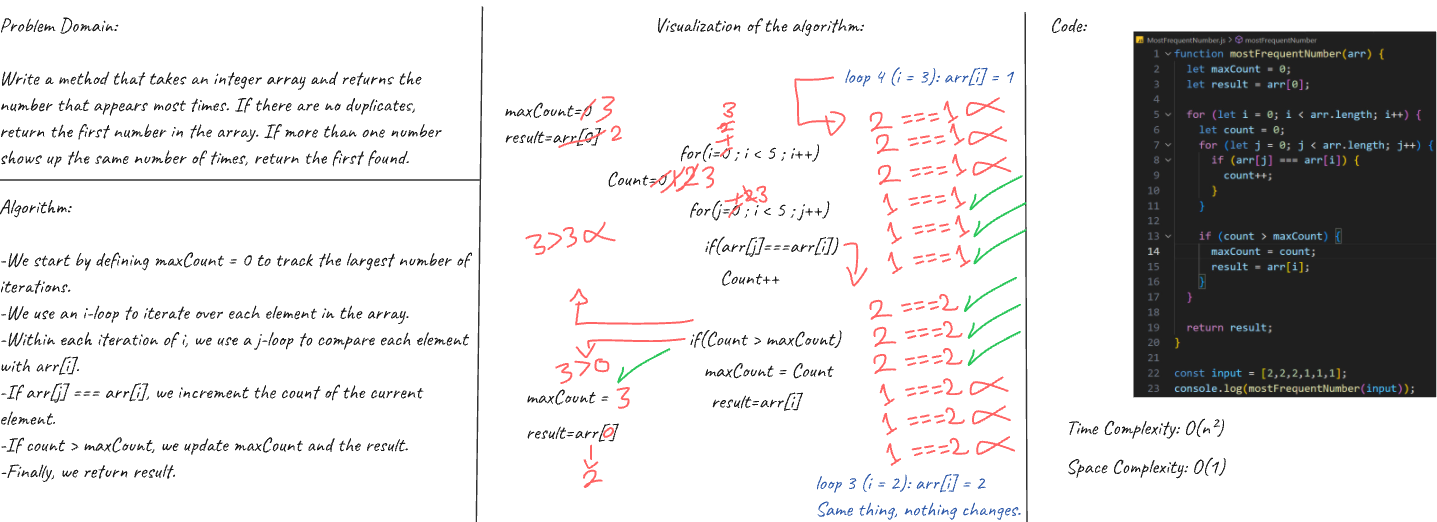 Problem Domain:
Write a method that takes an integer array and returns the
number that appears most times. If there are no duplicates,
return the first number in the array. If more than one number
shows up the same number of times, return the first found.
Algorithm:
-We start by defining maxCount = 0 to track the largest number of
iterations.
-We use an i-loop to iterate over each element in the array.
-Within each iteration of i, we use a j-loop to compare each element
with arr[i].
-If arr[j] === arr[i], we increment the count of the current
element.
-If count > maxCount, we update maxCount and the result.
-Finally, we return result.
Visualization of the algorithm:
loop 4 (i = 3): arr[i] = 1
maxCount=0 3
result=arr[0] 2
3
2
1
for(i=0 ; i < 5 ; i++)
Count=0 1 2 3
1 2 3
for(j=0 ; i < 5 ; j++)
3>3 ✗
if(arr[j]===arr[i])
Count++
if(Count > maxCount)
3>0 ✓
maxCount = Count
maxCount = 3
result=arr[i]
result=arr[0]
2
2 ===1 ✗
2 ===1 ✗
2 ===1 ✗
1 ===1 ✓
1 ===1 ✓
1 ===1 ✓
2 ===2 ✓
2 ===2 ✓
2 ===2 ✓
1 ===2 ✗
1 ===2 ✗
1 ===2 ✗
loop 3 (i = 2): arr[i] = 2
Same thing, nothing changes.
Code:
MostFrequentNumber.js > mostFrequentNumber
1 function mostFrequentNumber(arr) {
2 let maxCount = 0;
3 let result = arr[0];
4
5 for (let i = 0; i < arr.length; i++) {
6 let count = 0;
7 for (let j = 0; j < arr.length; j++) {
8 if (arr[j] === arr[i]) {
9 count++;
10 }
11 }
12
13 if (count > maxCount) {
14 maxCount = count;
15 result = arr[i];
16 }
17 }
18
19 return result;
20 }
21
22 const input = [2,2,2,1,1,1];
23 console.log(mostFrequentNumber(input));
Time Complexity: O(n²)
Space Complexity: O(1)